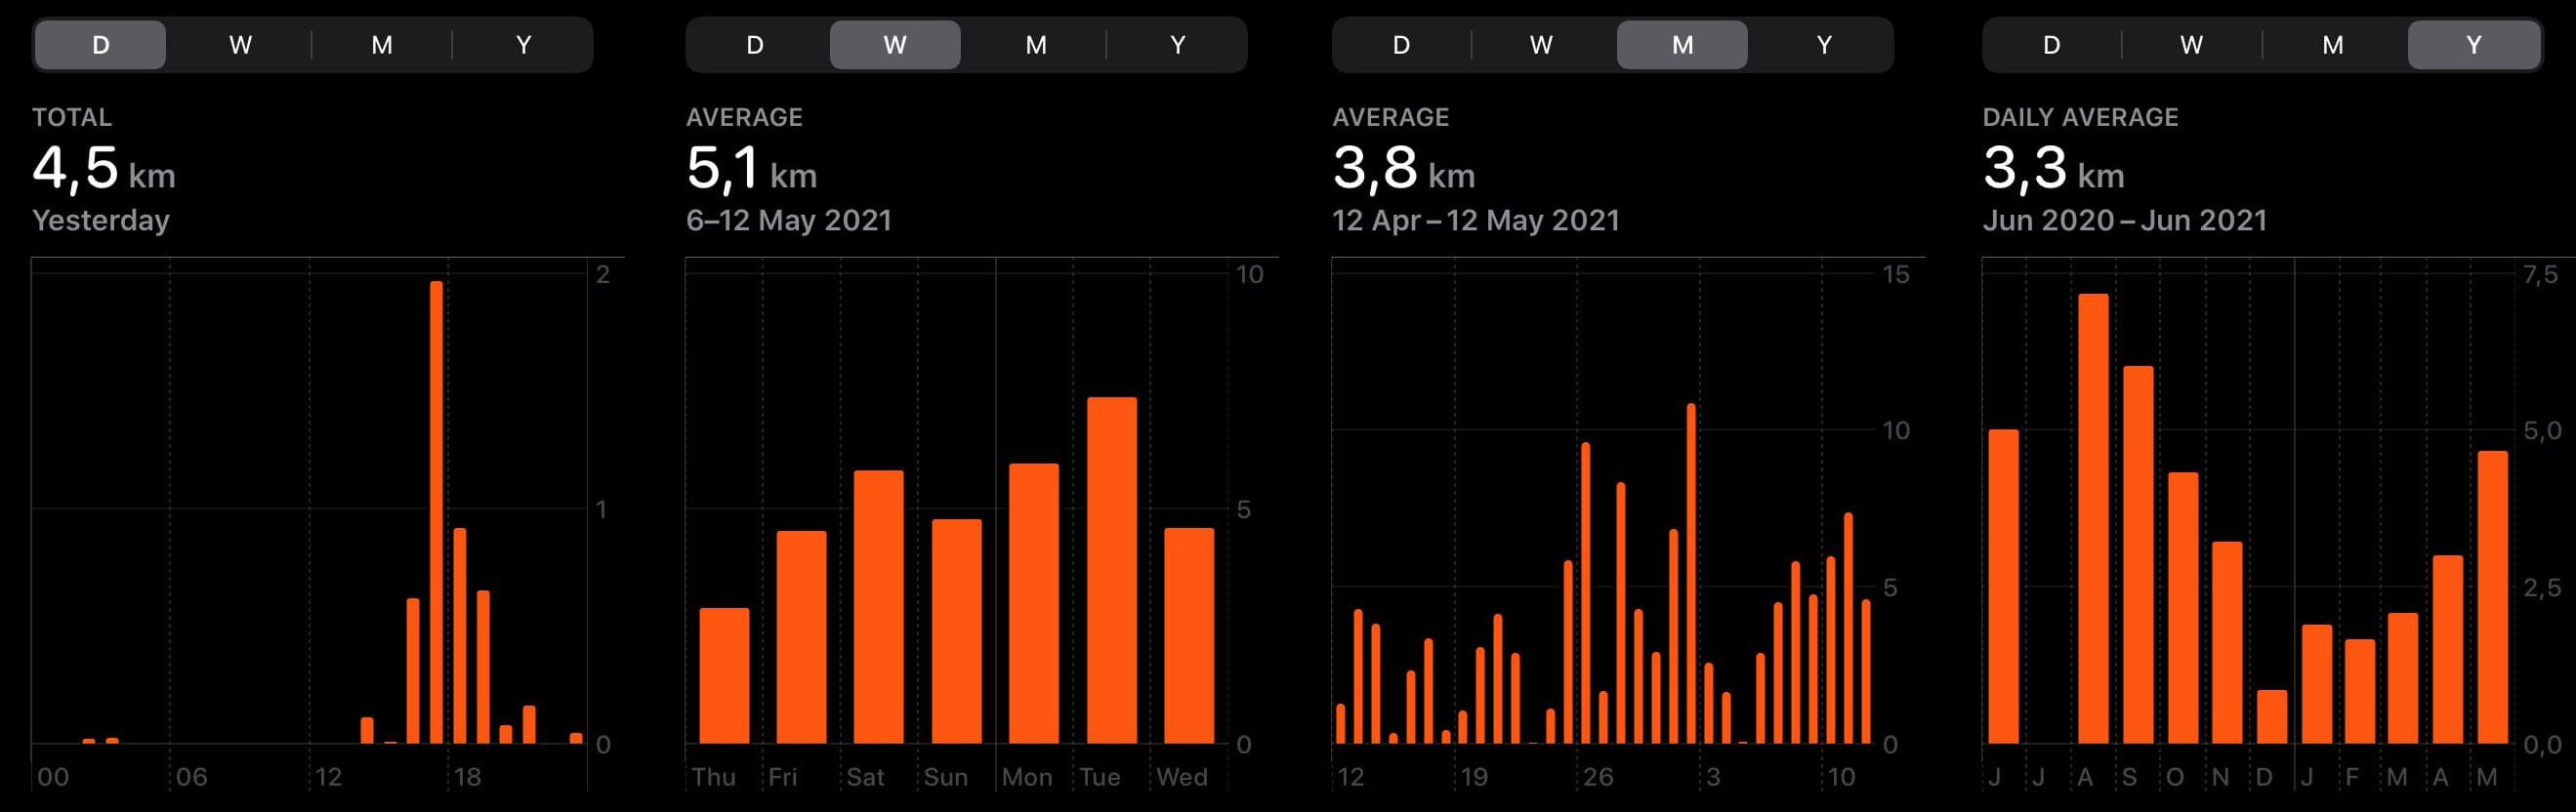 D W M Y
TOTAL
4,5 km
Yesterday
2
1
0
00 06 12 18
D W M Y
AVERAGE
5,1 km
6–12 May 2021
10
5
0
Thu Fri Sat Sun Mon Tue Wed
D W M Y
AVERAGE
3,8 km
12 Apr – 12 May 2021
15
10
5
0
12 19 26 3 10
D W M Y
DAILY AVERAGE
3,3 km
Jun 2020 – Jun 2021
7,5
5,0
2,5
0,0
J J A S O N D J F M A M